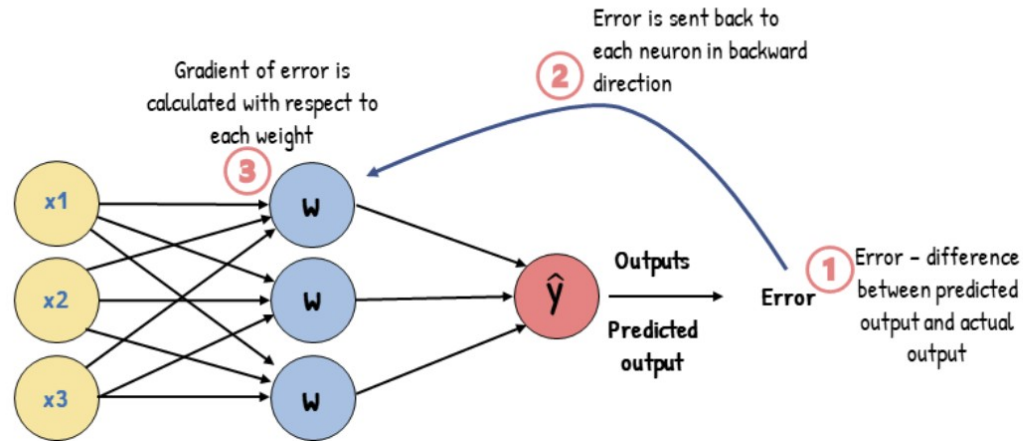 Error is sent back to
each neuron in backward
direction
2
Gradient of error is
calculated with respect to
each weight
3
x1
x2
x3
W
W
W
ŷ
Outputs
Predicted
output
Error
1
Error – difference
between predicted
output and actual
output